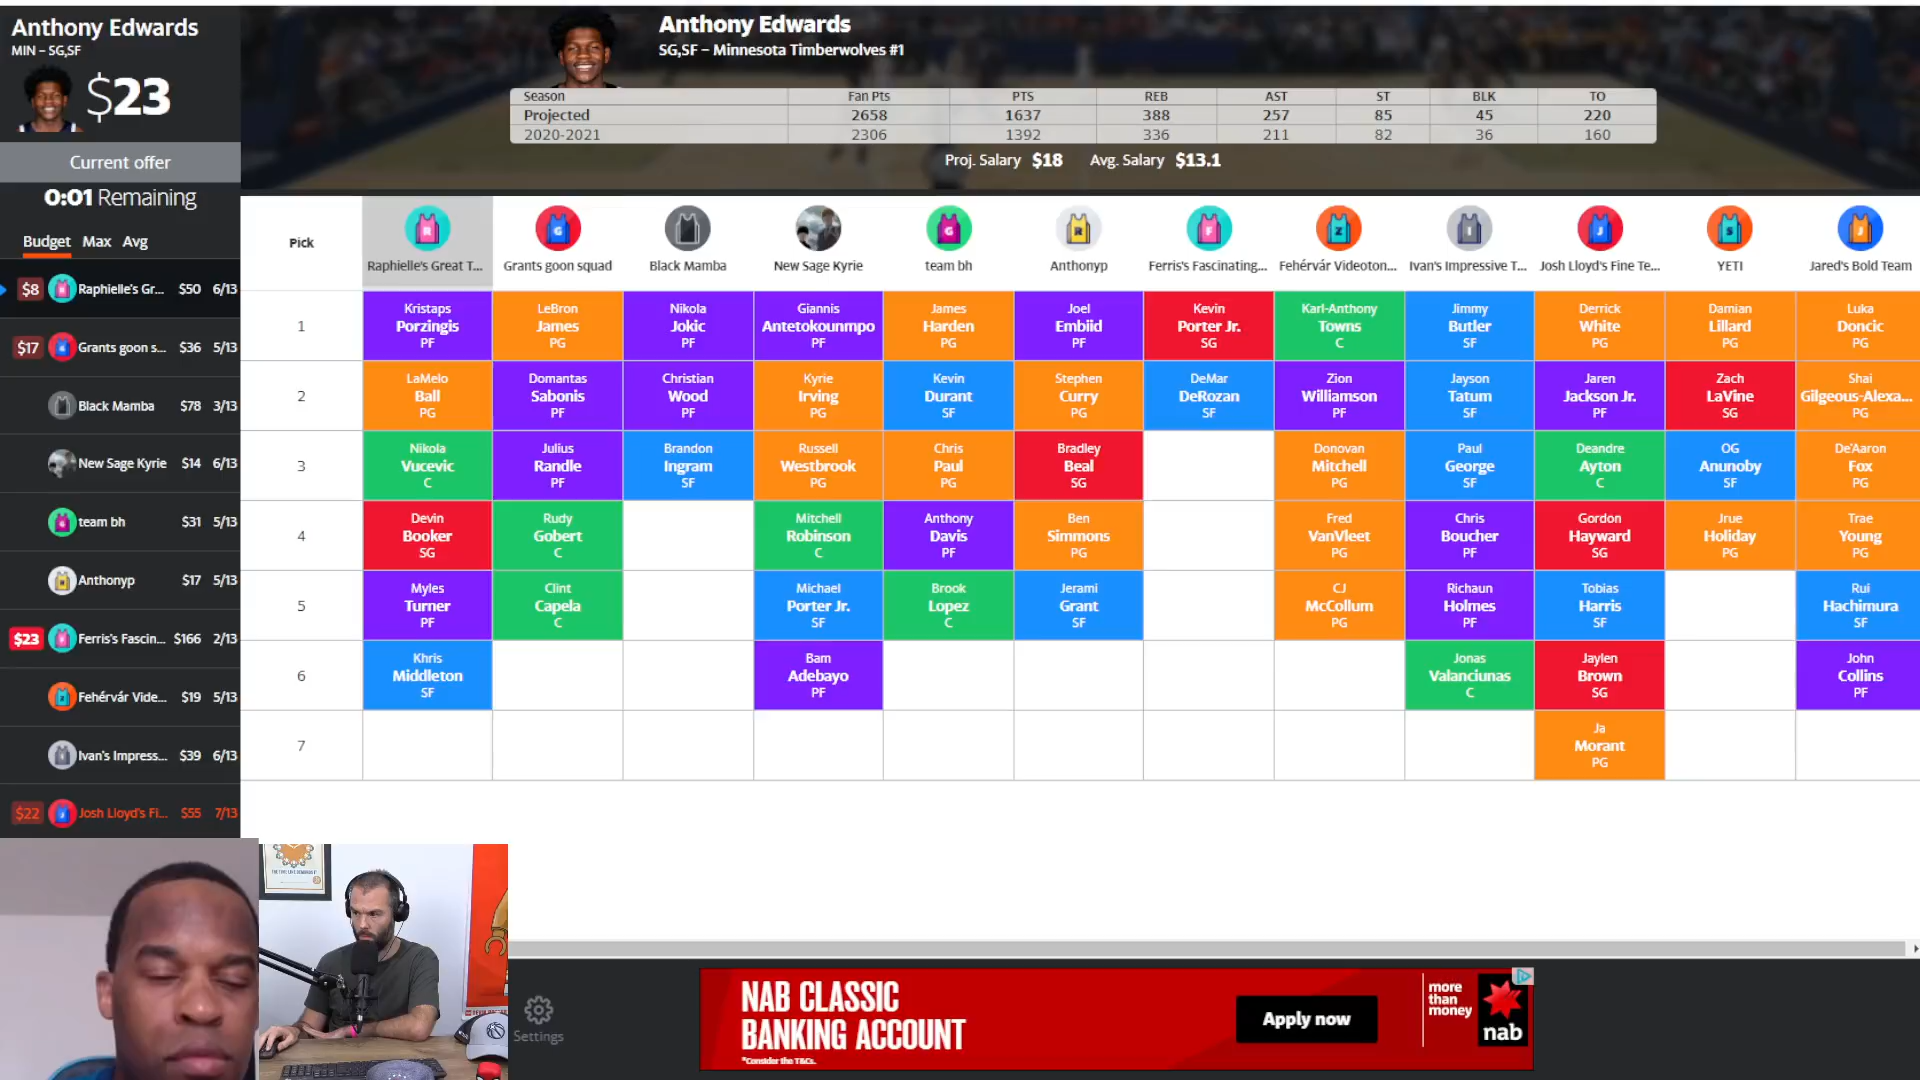 Anthony Edwards
MIN – SG,SF
$23
Current offer
0:01 Remaining
Budget Max Avg
$8 Raphielle's Gr... $50 6/13
$17 Grants goon s... $36 5/13
Black Mamba $78 3/13
New Sage Kyrie $14 6/13
team bh $31 5/13
Anthonyp $17 5/13
$23 Ferris's Fascin... $166 2/13
Fehérvár Vide... $19 5/13
Ivan's Impress... $39 6/13
$22 Josh Lloyd's Fi... $55 7/13
Anthony Edwards
SG,SF – Minnesota Timberwolves #1
Season Fan Pts PTS REB AST ST BLK TO
Projected 2658 1637 388 257 85 45 220
2020-2021 2306 1392 336 211 82 36 160
Proj. Salary $18 Avg. Salary $13.1
Pick Raphielle's Great T... Grants goon squad Black Mamba New Sage Kyrie team bh Anthonyp Ferris's Fascinating... Fehérvár Videoton... Ivan's Impressive T... Josh Lloyd's Fine Te... YETI Jared's Bold Team
Kristaps LeBron Nikola Giannis James Joel Kevin Karl-Anthony Jimmy Derrick Damian Luka
1 Porzingis James Jokic Antetokounmpo Harden Embiid Porter Jr. Towns Butler White Lillard Doncic
PF PG PF PF PG PF SG C SF PG PG PG
LaMelo Domantas Christian Kyrie Kevin Stephen DeMar Zion Jayson Jaren Zach Shai
2 Ball Sabonis Wood Irving Durant Curry DeRozan Williamson Tatum Jackson Jr. LaVine Gilgeous-Alexa...
PG PF PF PG SF PG SF PF SF PF SG PG
Nikola Julius Brandon Russell Chris Bradley Donovan Paul Deandre OG De'Aaron
3 Vucevic Randle Ingram Westbrook Paul Beal Mitchell George Ayton Anunoby Fox
C PF SF PG PG SG PG SF C SF PG
Devin Rudy Mitchell Anthony Ben Fred Chris Gordon Jrue Trae
4 Booker Gobert Robinson Davis Simmons VanVleet Boucher Hayward Holiday Young
SG C C PF PG PG PF SG PG PG
Myles Clint Michael Brook Jerami CJ Richaun Tobias Rui
5 Turner Capela Porter Jr. Lopez Grant McCollum Holmes Harris Hachimura
PF C SF C SF PG PF SF SF
Khris Bam Jonas Jaylen John
6 Middleton Adebayo Valanciunas Brown Collins
SF PF C SG PF
Ja
7 Morant
PG
Settings
NAB CLASSIC
BANKING ACCOUNT
*Consider the T&Cs.
Apply now
more
than
money
nab